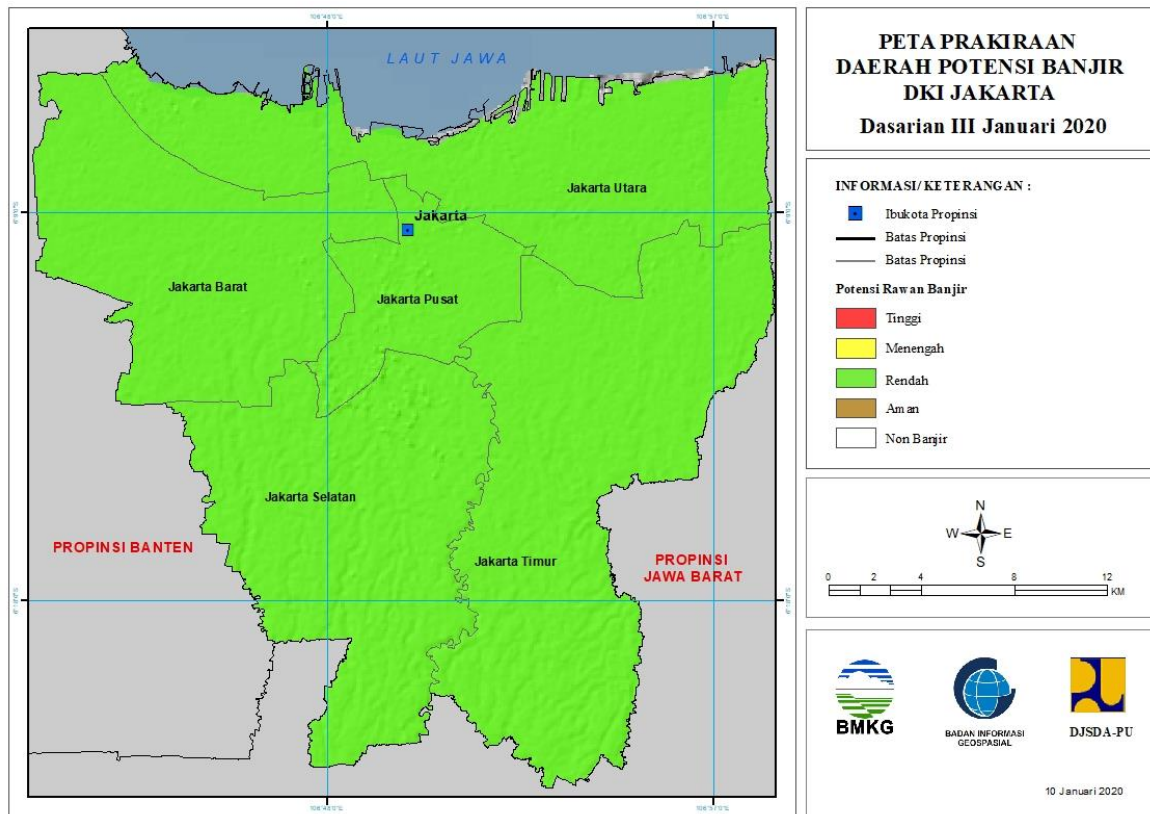 PETA PRAKIRAAN
DAERAH POTENSI BANJIR
DKI JAKARTA
Dasarian III Januari 2020
INFORMASI/KETERANGAN :
Ibukota Propinsi
Batas Propinsi
Batas Propinsi
Potensi Rawan Banjir
Tinggi
Menengah
Rendah
Aman
Non Banjir
N
W E
S
0 2 4 8 12
KM
BMKG
BADAN INFORMASI
GEOSPASIAL
DJSDA-PU
10 Januari 2020
LAUT JAWA
Jakarta Utara
Jakarta
Jakarta Barat
Jakarta Pusat
Jakarta Selatan
Jakarta Timur
PROPINSI BANTEN
PROPINSI
JAWA BARAT